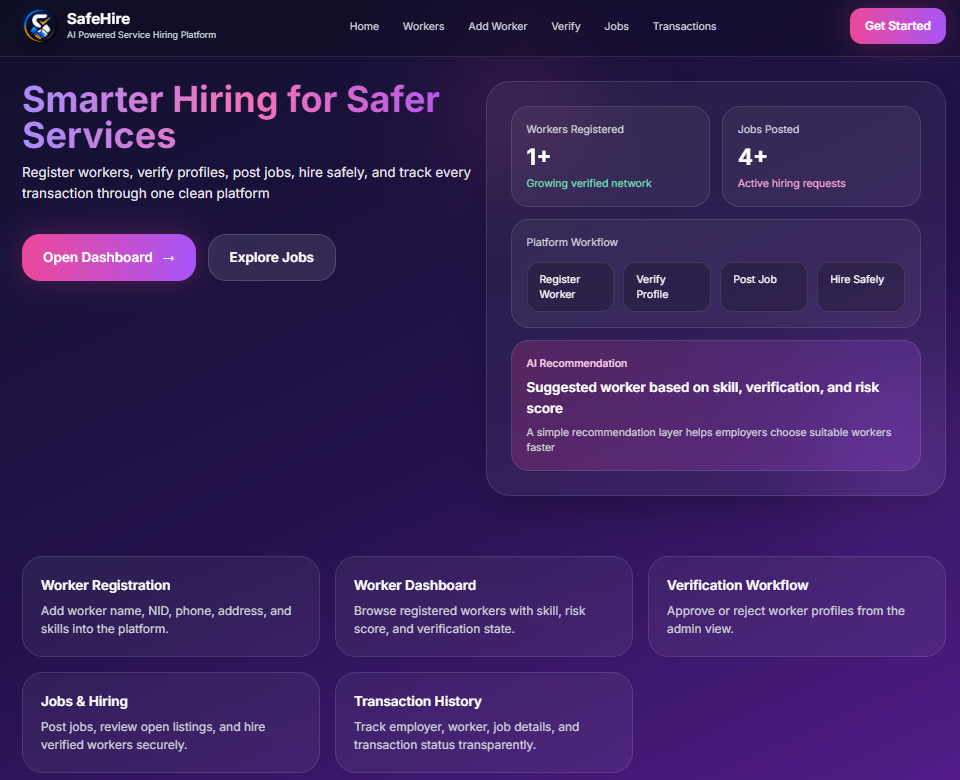 SafeHire
AI Powered Service Hiring Platform
Home
Workers
Add Worker
Verify
Jobs
Transactions
Get Started
Smarter Hiring for Safer
Services
Register workers, verify profiles, post jobs, hire safely, and track every
transaction through one clean platform
Open Dashboard →
Explore Jobs
Workers Registered
1+
Growing verified network
Jobs Posted
4+
Active hiring requests
Platform Workflow
Register
Worker
Verify
Profile
Post Job
Hire Safely
AI Recommendation
Suggested worker based on skill, verification, and risk
score
A simple recommendation layer helps employers choose suitable workers
faster
Worker Registration
Add worker name, NID, phone, address, and
skills into the platform.
Worker Dashboard
Browse registered workers with skill, risk
score, and verification state.
Verification Workflow
Approve or reject worker profiles from the
admin view.
Jobs & Hiring
Post jobs, review open listings, and hire
verified workers securely.
Transaction History
Track employer, worker, job details, and
transaction status transparently.